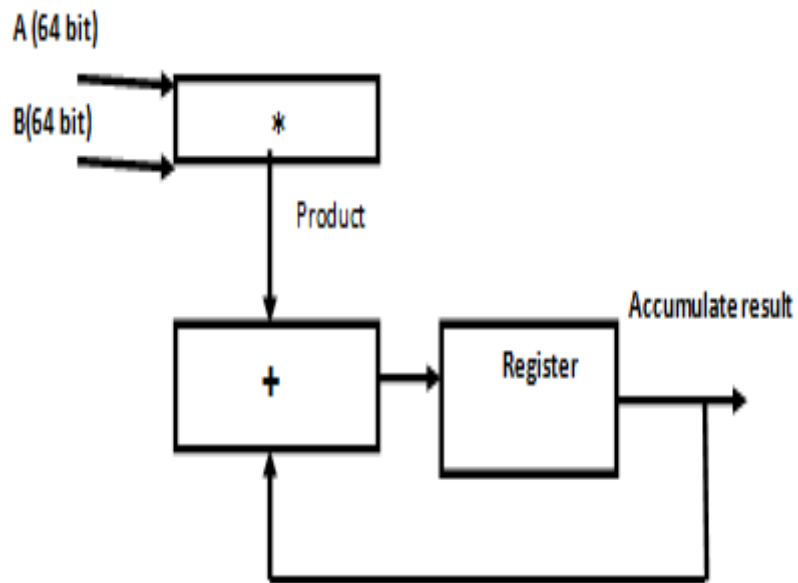 A (64 bit)
B(64 bit)
*
Product
+
Register
Accumulate result